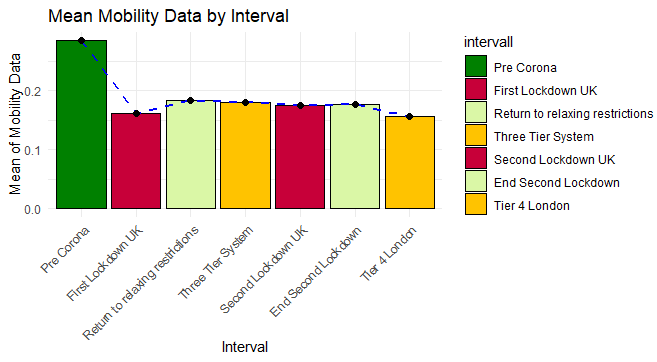 Mean Mobility Data by Interval
Mean of Mobility Data
0.2
0.1
0.0
Pre Corona
First Lockdown UK
Return to relaxing restrictions
Three Tier System
Second Lockdown UK
End Second Lockdown
Tier 4 London
Interval
intervall
Pre Corona
First Lockdown UK
Return to relaxing restrictions
Three Tier System
Second Lockdown UK
End Second Lockdown
Tier 4 London